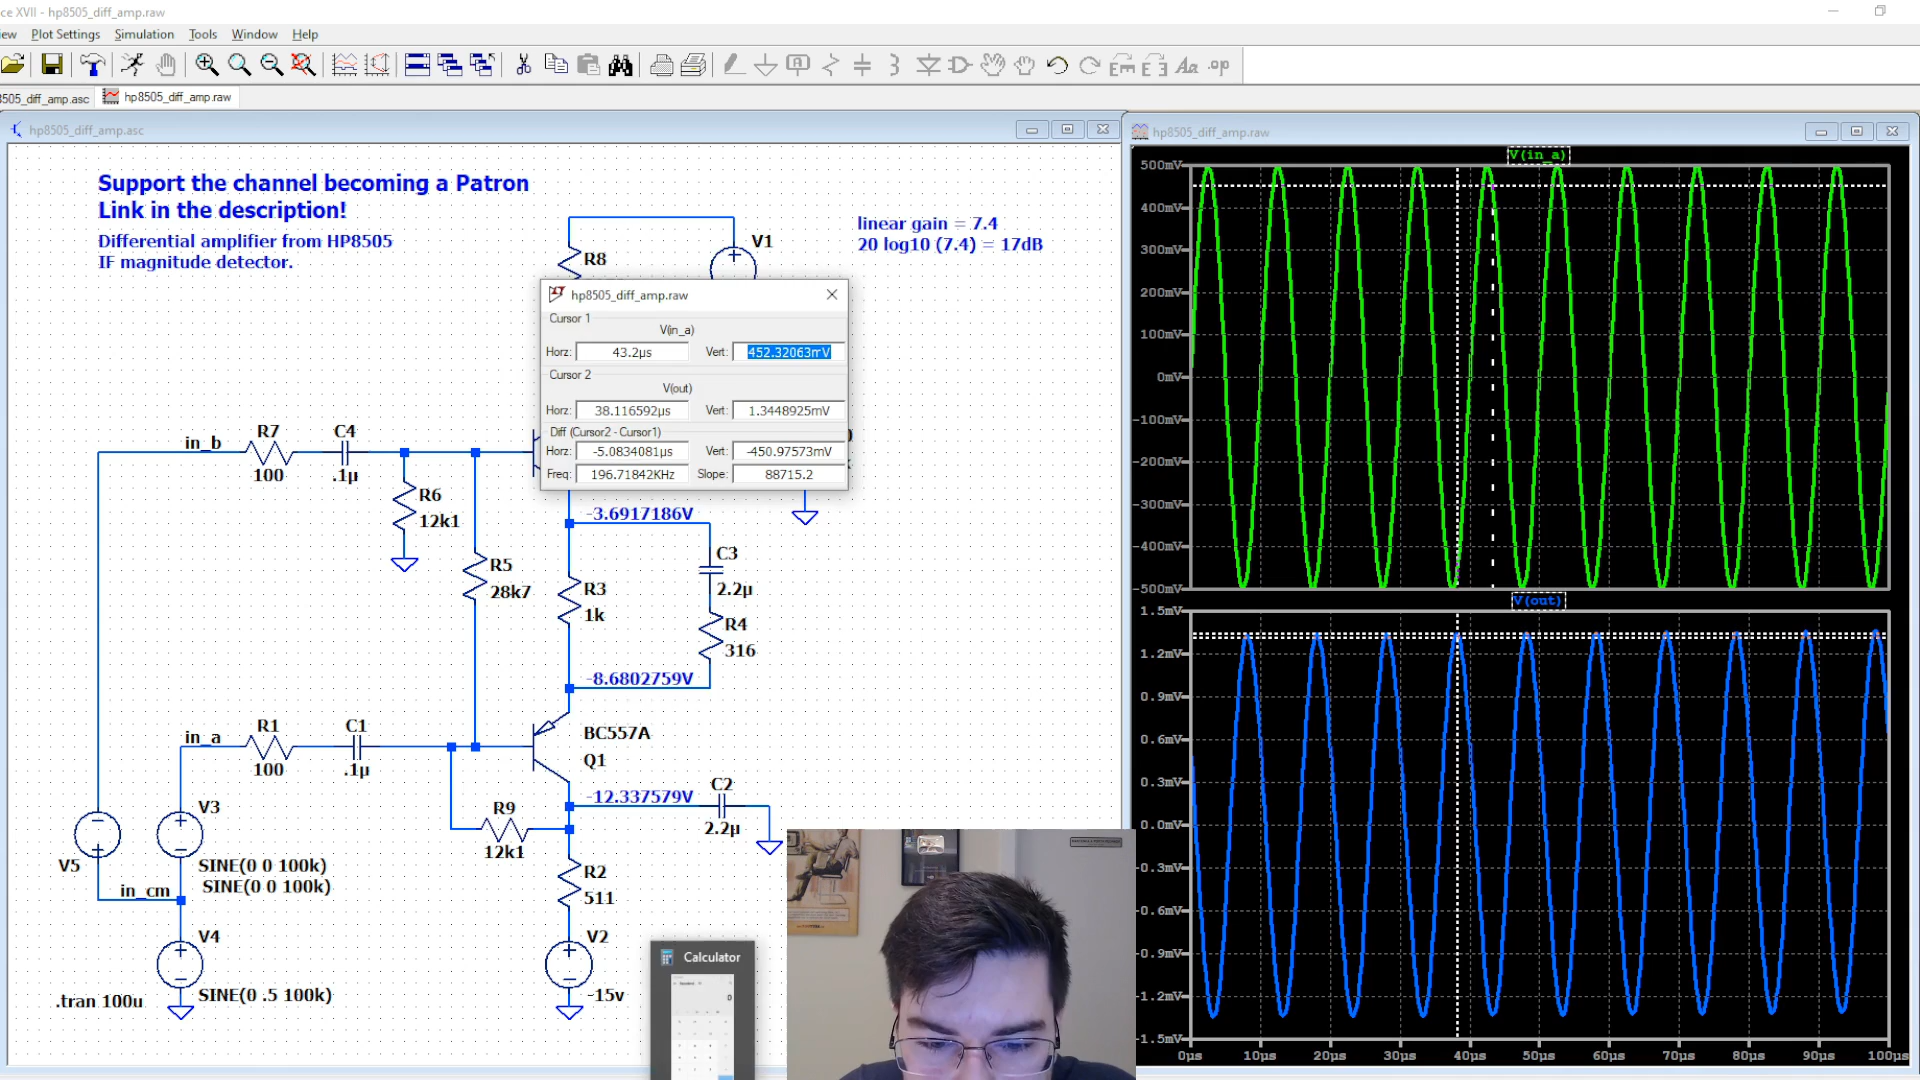 ce XVII - hp8505_diff_amp.raw
iew Plot Settings Simulation Tools Window Help
Aa .op
8505_diff_amp.asc hp8505_diff_amp.raw
hp8505_diff_amp.asc
Support the channel becoming a Patron
Link in the description!
Differential amplifier from HP8505
IF magnitude detector.
linear gain = 7.4
20 log10 (7.4) = 17dB
R8
V1
hp8505_diff_amp.raw
Cursor 1
V(in_a)
Horz: 43.2µs Vert: 452.32063mV
Cursor 2
V(out)
Horz: 38.116592µs Vert: 1.3448925mV
Diff (Cursor2 - Cursor1)
Horz: -5.0834081µs Vert: -450.97573mV
Freq: 196.71842KHz Slope: 88715.2
in_b
R7
100
C4
.1µ
R6
12k1
R5
28k7
-3.6917186V
R3
1k
C3
2.2µ
R4
316
-8.6802759V
in_a
R1
100
C1
.1µ
BC557A
Q1
-12.337579V
C2
2.2µ
R9
12k1
R2
511
V3
SINE(0 0 100k)
SINE(0 0 100k)
V5
in_cm
V4
SINE(0 .5 100k)
.tran 100u
V2
-15v
Calculator
0
hp8505_diff_amp.raw
V(in_a)
500mV
400mV
300mV
200mV
100mV
0mV
-100mV
-200mV
-300mV
-400mV
-500mV
V(out)
1.5mV
1.2mV
0.9mV
0.6mV
0.3mV
0.0mV
-0.3mV
-0.6mV
-0.9mV
-1.2mV
-1.5mV
0µs 10µs 20µs 30µs 40µs 50µs 60µs 70µs 80µs 90µs 100µs